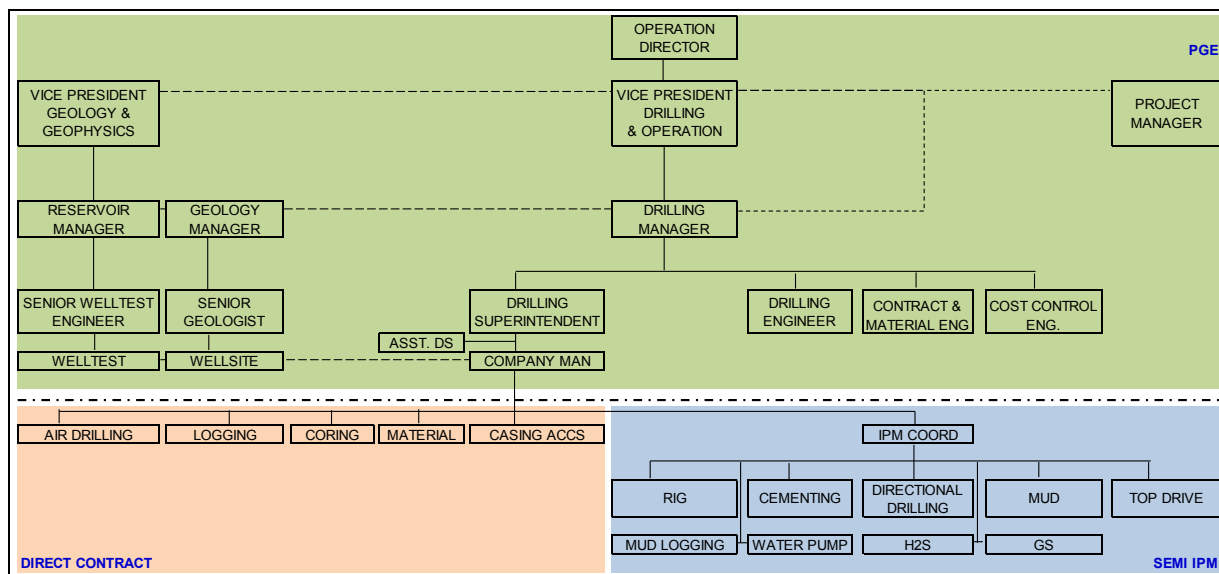 OPERATION
DIRECTOR
PGE
VICE PRESIDENT
GEOLOGY &
GEOPHYSICS
VICE PRESIDENT
DRILLING
& OPERATION
PROJECT
MANAGER
RESERVOIR
MANAGER
GEOLOGY
MANAGER
DRILLING
MANAGER
SENIOR WELLTEST
ENGINEER
SENIOR
GEOLOGIST
DRILLING
SUPERINTENDENT
DRILLING
ENGINEER
CONTRACT &
MATERIAL ENG
COST CONTROL
ENG.
ASST. DS
WELLTEST
WELLSITE
COMPANY MAN
AIR DRILLING
LOGGING
CORING
MATERIAL
CASING ACCS
IPM COORD
RIG
CEMENTING
DIRECTIONAL
DRILLING
MUD
TOP DRIVE
MUD LOGGING
WATER PUMP
H2S
GS
DIRECT CONTRACT
SEMI IPM